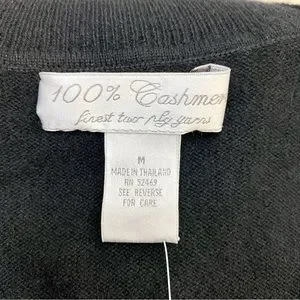 100% Cashmer
finest two ply yarns
M
MADE IN THAILAND
RN 52469
SEE REVERSE
FOR CARE